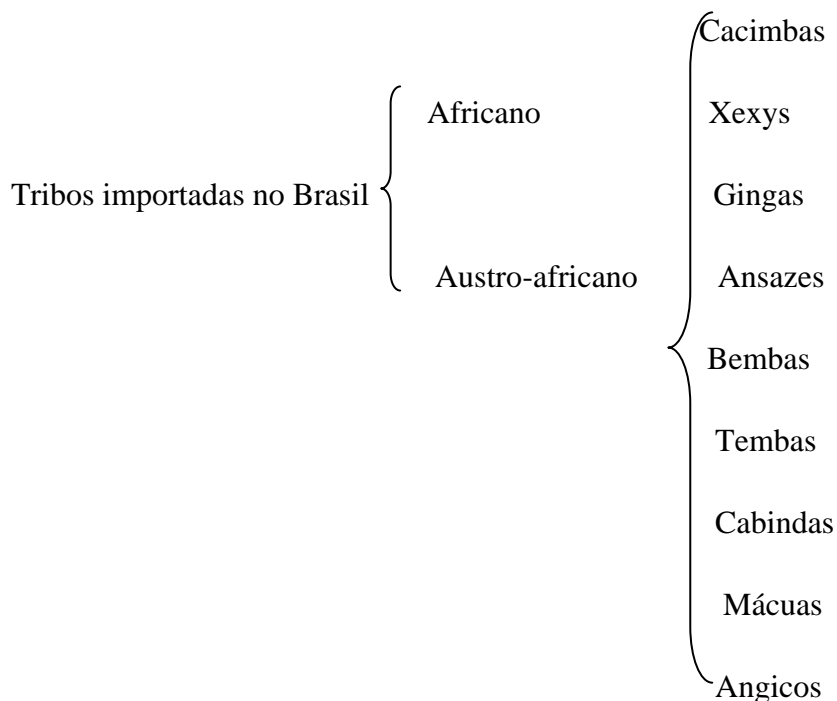 Cacimbas
Africano Xexys
Tribos importadas no Brasil Gingas
Austro-africano Ansazes
Bembas
Tembas
Cabindas
Mácuas
Angicos